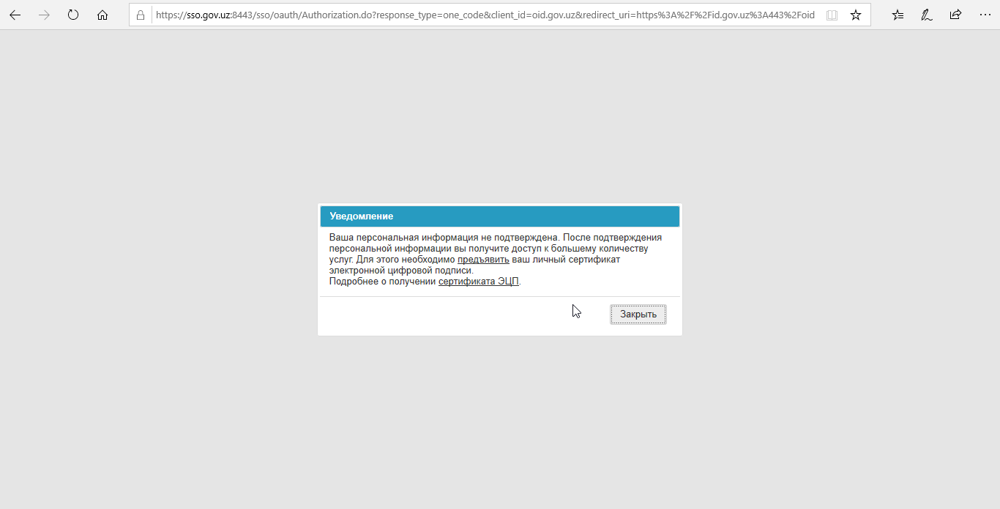 https://sso.gov.uz:8443/sso/oauth/Authorization.do?response_type=one_code&client_id=oid.gov.uz&redirect_uri=https%3A%2F%2Fid.gov.uz%3A443%2Foid
Уведомление
Ваша персональная информация не подтверждена. После подтверждения
персональной информации вы получите доступ к большему количеству
услуг. Для этого необходимо предъявить ваш личный сертификат
электронной цифровой подписи.
Подробнее о получении сертификата ЭЦП.
Закрыть